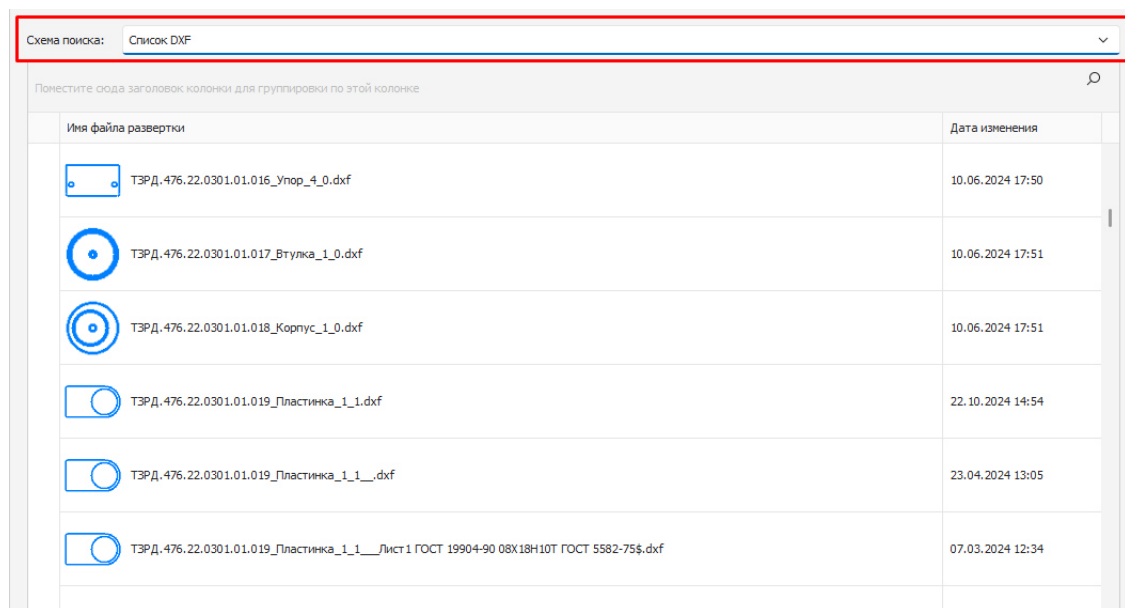 Схема поиска: Список DXF
Поместите сюда заголовок колонки для группировки по этой колонке
Имя файла развертки Дата изменения
ТЗРД.476.22.0301.01.016_Упор_4_0.dxf 10.06.2024 17:50
ТЗРД.476.22.0301.01.017_Втулка_1_0.dxf 10.06.2024 17:51
ТЗРД.476.22.0301.01.018_Корпус_1_0.dxf 10.06.2024 17:51
ТЗРД.476.22.0301.01.019_Пластинка_1_1.dxf 22.10.2024 14:54
ТЗРД.476.22.0301.01.019_Пластинка_1_1__.dxf 23.04.2024 13:05
ТЗРД.476.22.0301.01.019_Пластинка_1_1___Лист1 ГОСТ 19904-90 08Х18Н10Т ГОСТ 5582-75$.dxf 07.03.2024 12:34